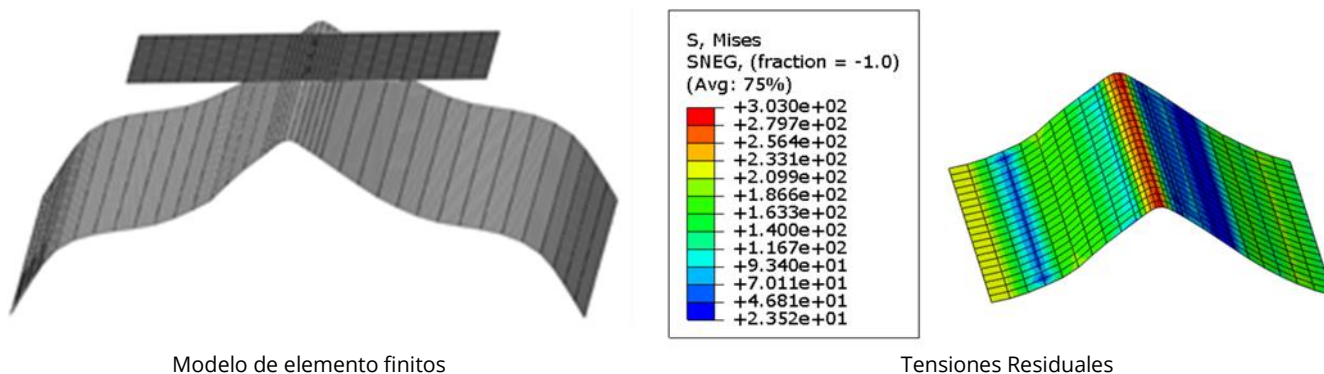 S, Mises
SNEG, (fraction = -1.0)
(Avg: 75%)
+3.030e+02
+2.797e+02
+2.564e+02
+2.331e+02
+2.099e+02
+1.866e+02
+1.633e+02
+1.400e+02
+1.167e+02
+9.340e+01
+7.011e+01
+4.681e+01
+2.352e+01
Modelo de elemento finitos
Tensiones Residuales